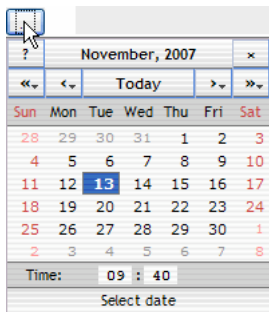 ...
? November, 2007 ×
«. ‹. Today ›. ».
Sun Mon Tue Wed Thu Fri Sat
28 29 30 31 1 2 3
4 5 6 7 8 9 10
11 12 13 14 15 16 17
18 19 20 21 22 23 24
25 26 27 28 29 30 1
2 3 4 5 6 7 8
Time: 09 : 40
Select date